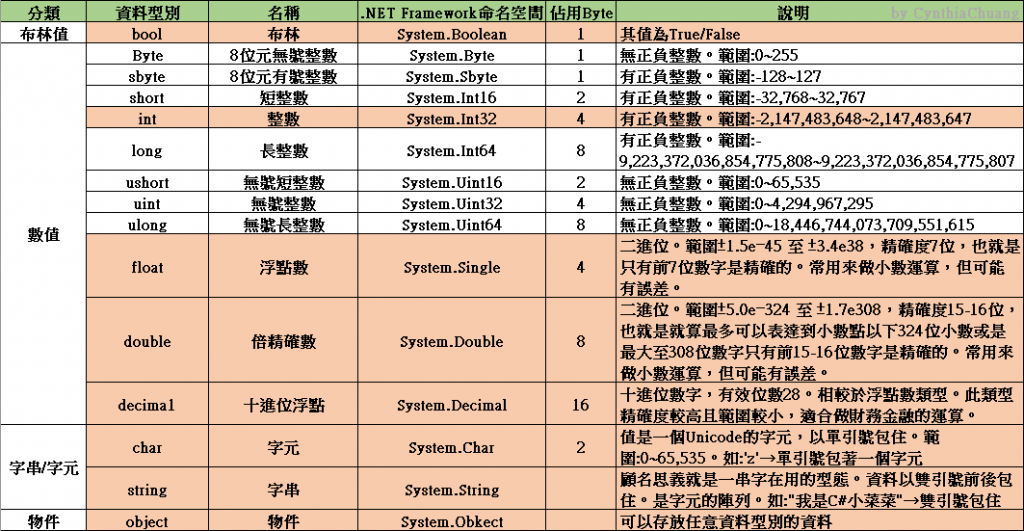 分類 資料型別 名稱 .NET Framework命名空間 佔用Byte 說明 by CynthiaChuang
布林值 bool 布林 System.Boolean 1 其值為True/False
數值
Byte 8位元無號整數 System.Byte 1 無正負整數。範圍:0~255
sbyte 8位元有號整數 System.Sbyte 1 有正負整數。範圍:-128~127
short 短整數 System.Int16 2 有正負整數。範圍:-32,768~32,767
int 整數 System.Int32 4 有正負整數。範圍:-2,147,483,648~2,147,483,647
long 長整數 System.Int64 8 有正負整數。範圍:-
9,223,372,036,854,775,808~9,223,372,036,854,775,807
ushort 無號短整數 System.Uint16 2 無正負整數。範圍:0~65,535
uint 無號整數 System.Uint32 4 無正負整數。範圍:0~4,294,967,295
ulong 無號長整數 System.Uint64 8 無正負整數。範圍:0~18,446,744,073,709,551,615
float 浮點數 System.Single 4 二進位。範圍±1.5e−45 至 ±3.4e38，精確度7位，也就是
只有前7位數字是精確的。常用來做小數運算，但可能
有誤差。
double 倍精確數 System.Double 8 二進位。範圍±5.0e−324 至 ±1.7e308，精確度15-16位，
也就是就算最多可以表達到小數點以下324位小數或是
最大至308位數字只有前15-16位數字是精確的。常用來
做小數運算，但可能有誤差。
decima1 十進位浮點 System.Decimal 16 十進位數字，有效位數28。相較於浮點數類型。此類型
精確度較高且範圍較小，適合做財務金融的運算。
字串/字元
char 字元 System.Char 2 值是一個Unicode的字元，以單引號包住。範
圍:0~65,535。如:'z'→單引號包著一個字元
string 字串 System.String 顧名思義就是一串字在用的型態。資料以雙引號前後包
住。是字元的陣列。如:"我是C#小菜菜"→雙引號包住
物件 object 物件 System.Obkect 可以存放任意資料型別的資料